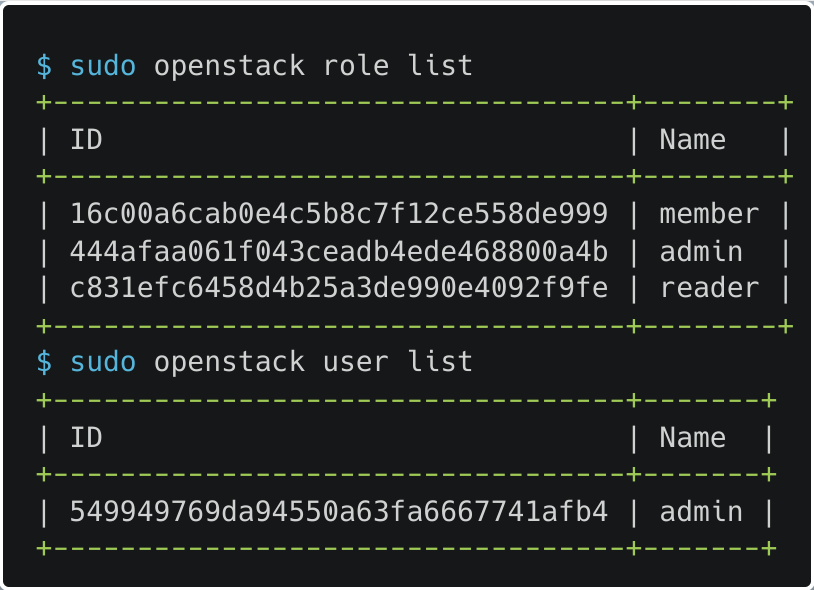 $ sudo openstack role list
+----------------------------------+--------+
| ID                               | Name   |
+----------------------------------+--------+
| 16c00a6cab0e4c5b8c7f12ce558de999 | member |
| 444afaa061f043ceadb4ede468800a4b | admin  |
| c831efc6458d4b25a3de990e4092f9fe | reader |
+----------------------------------+--------+
$ sudo openstack user list
+----------------------------------+-------+
| ID                               | Name  |
+----------------------------------+-------+
| 549949769da94550a63fa6667741afb4 | admin |
+----------------------------------+-------+